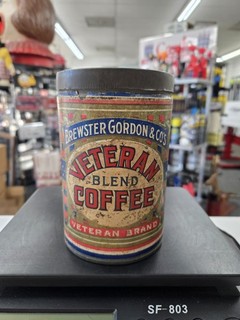 BREWSTER GORDON & CO'S
VETERAN
BLEND
COFFEE
VETERAN BRAND
SF-803